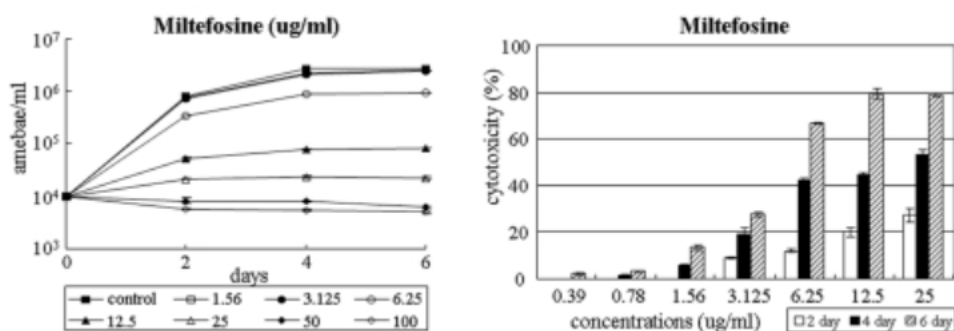 Miltefosine (ug/ml)
amebae/ml
10⁷
10⁶
10⁵
10⁴
10³
0 2 4 6
days
control 1.56 3.125 6.25
12.5 25 50 100
Miltefosine
cytotoxicity (%)
100
80
60
40
20
0
0.39 0.78 1.56 3.125 6.25 12.5 25
concentrations (ug/ml) 2 day 4 day 6 day